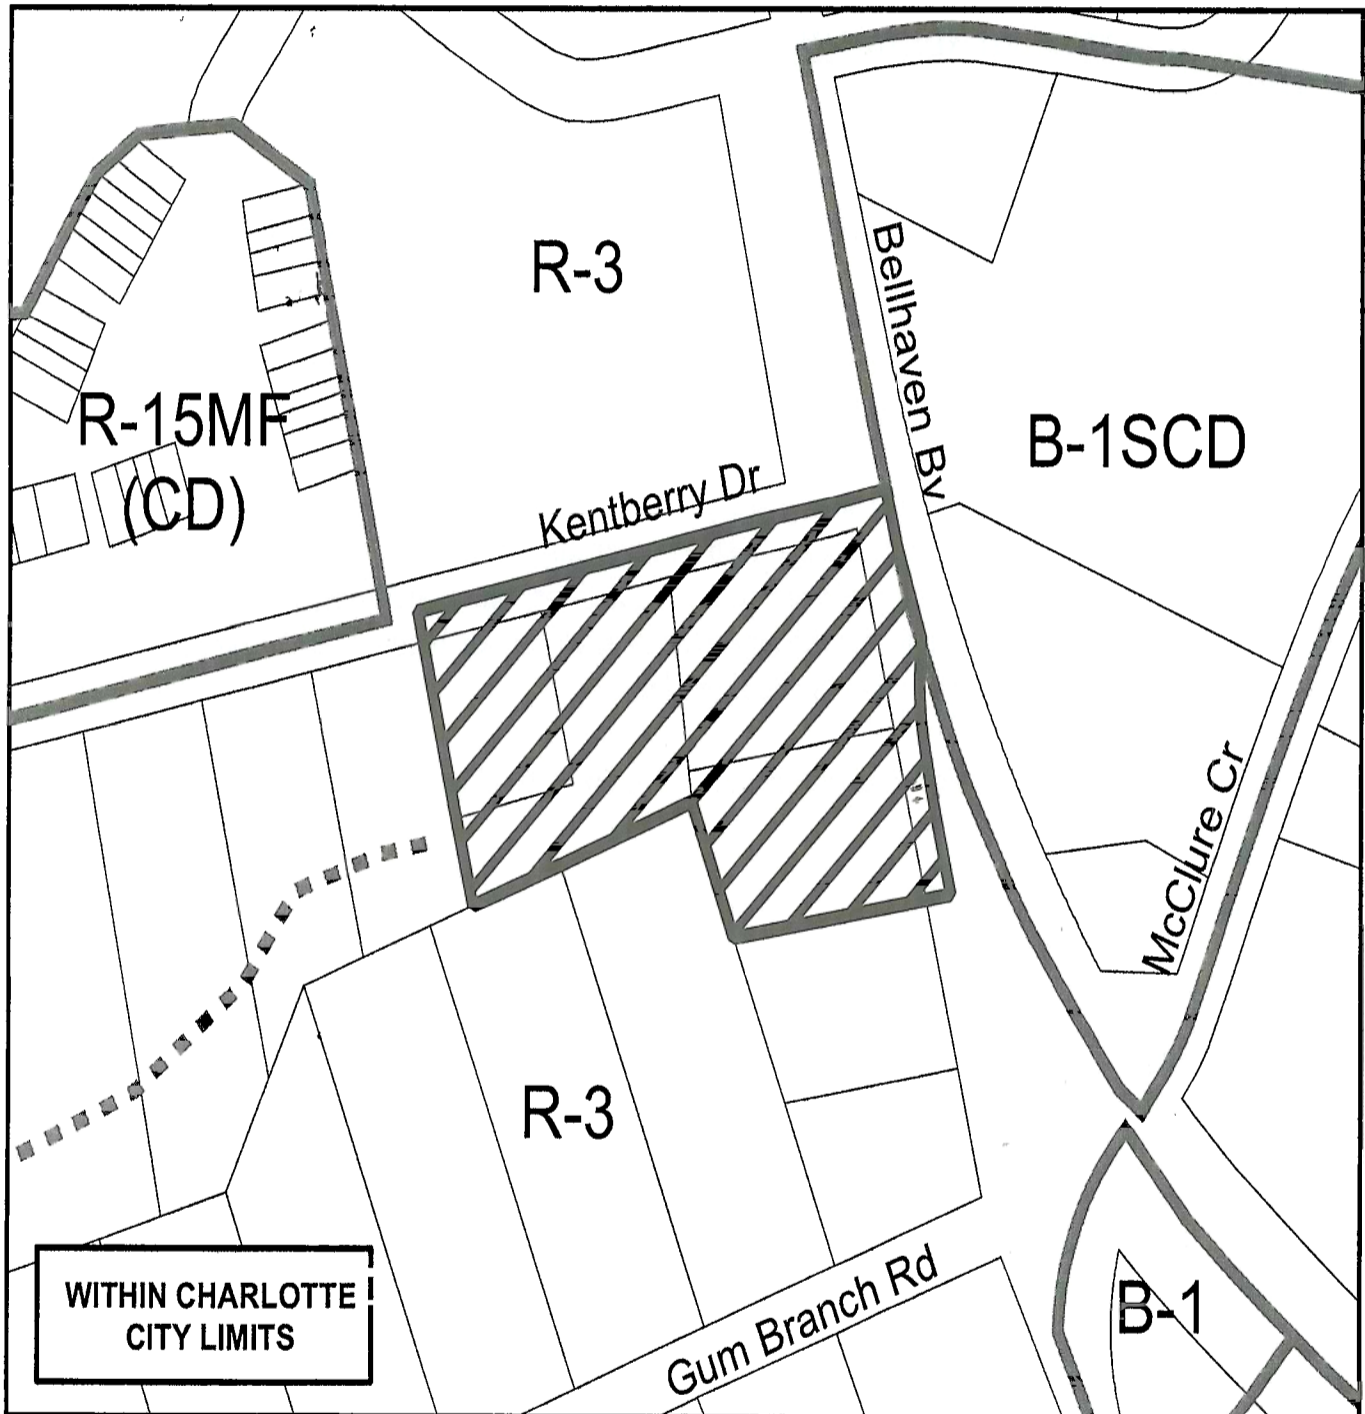 R-3
Bellhaven Bv
R-15MF
(CD)
B-1SCD
Kentberry Dr
McClure Cr
R-3
Gum Branch Rd
B-1
WITHIN CHARLOTTE
CITY LIMITS